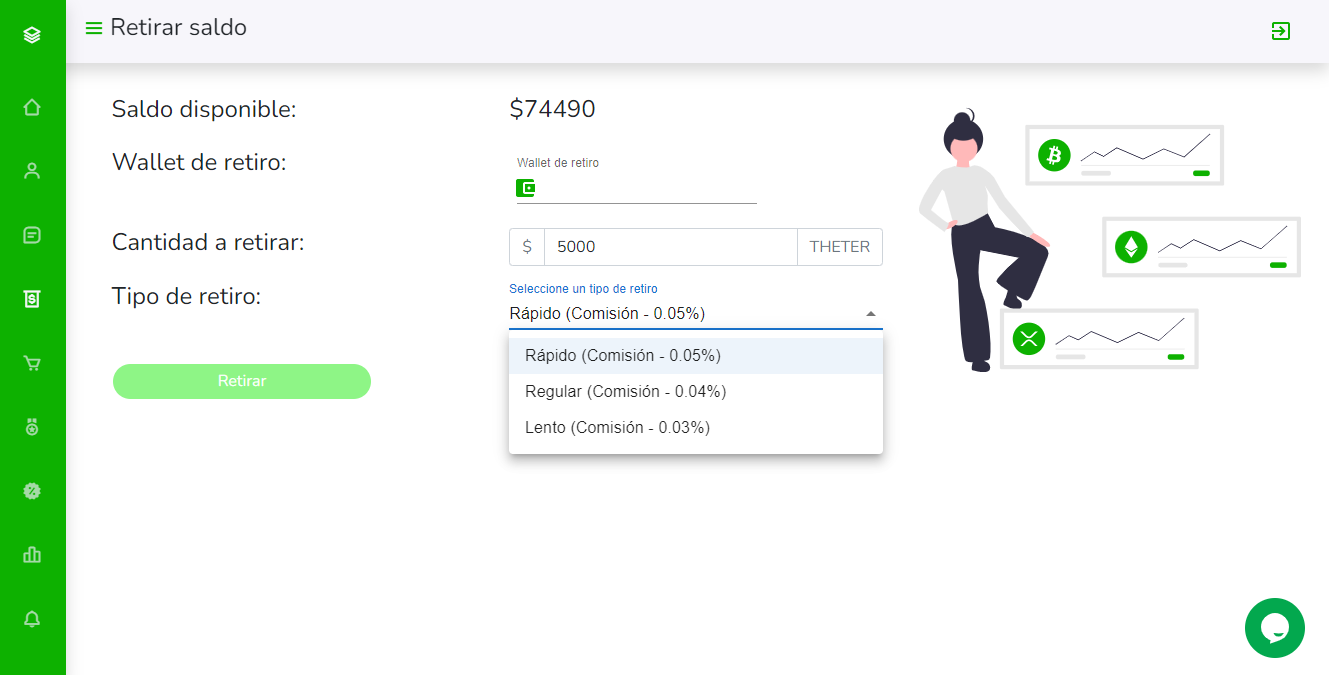 Retirar saldo
Saldo disponible:
$74490
Wallet de retiro:
Wallet de retiro
Cantidad a retirar:
$ 5000 THETER
Tipo de retiro:
Seleccione un tipo de retiro
Rápido (Comisión - 0.05%)
Rápido (Comisión - 0.05%)
Regular (Comisión - 0.04%)
Lento (Comisión - 0.03%)
Retirar